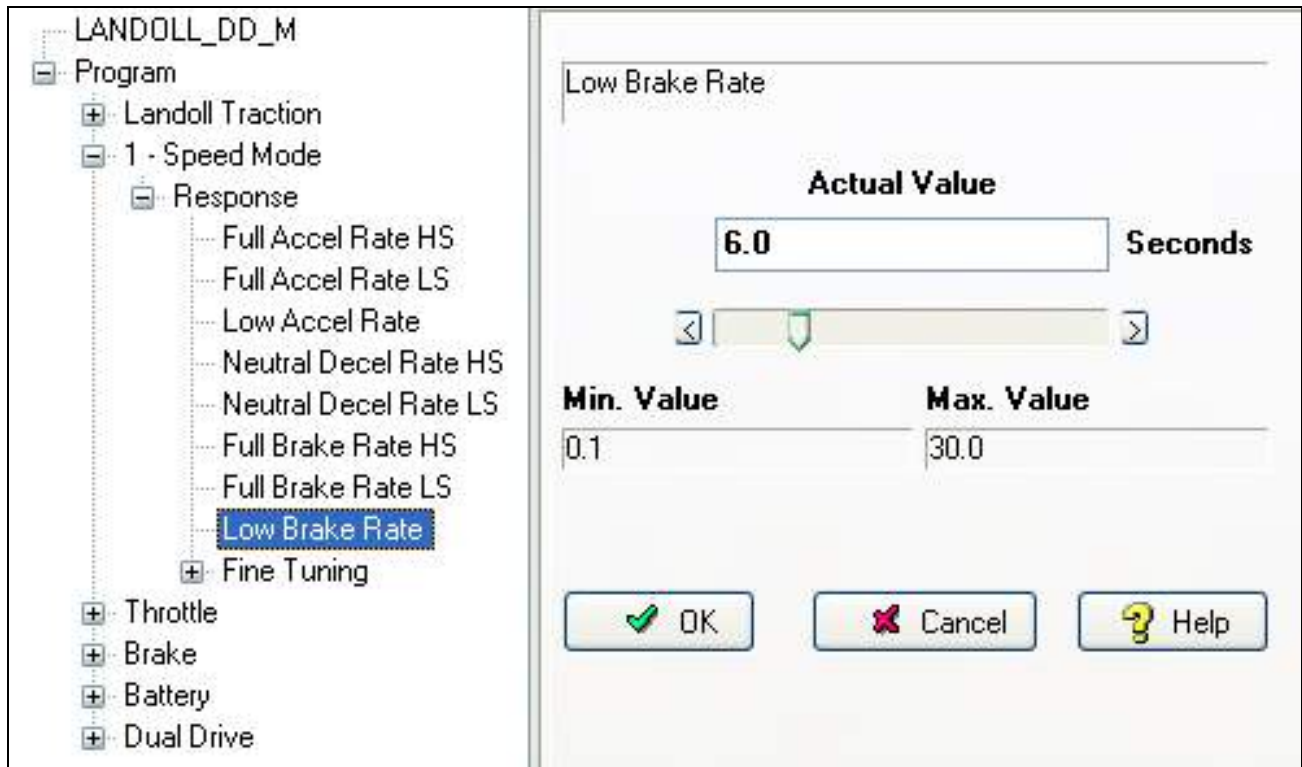 LANDOLL_DD_M
Program
Landoll Traction
1 - Speed Mode
Response
Full Accel Rate HS
Full Accel Rate LS
Low Accel Rate
Neutral Decel Rate HS
Neutral Decel Rate LS
Full Brake Rate HS
Full Brake Rate LS
Low Brake Rate
Fine Tuning
Throttle
Brake
Battery
Dual Drive
Low Brake Rate
Actual Value
6.0 Seconds
Min. Value Max. Value
0.1 30.0
OK Cancel Help